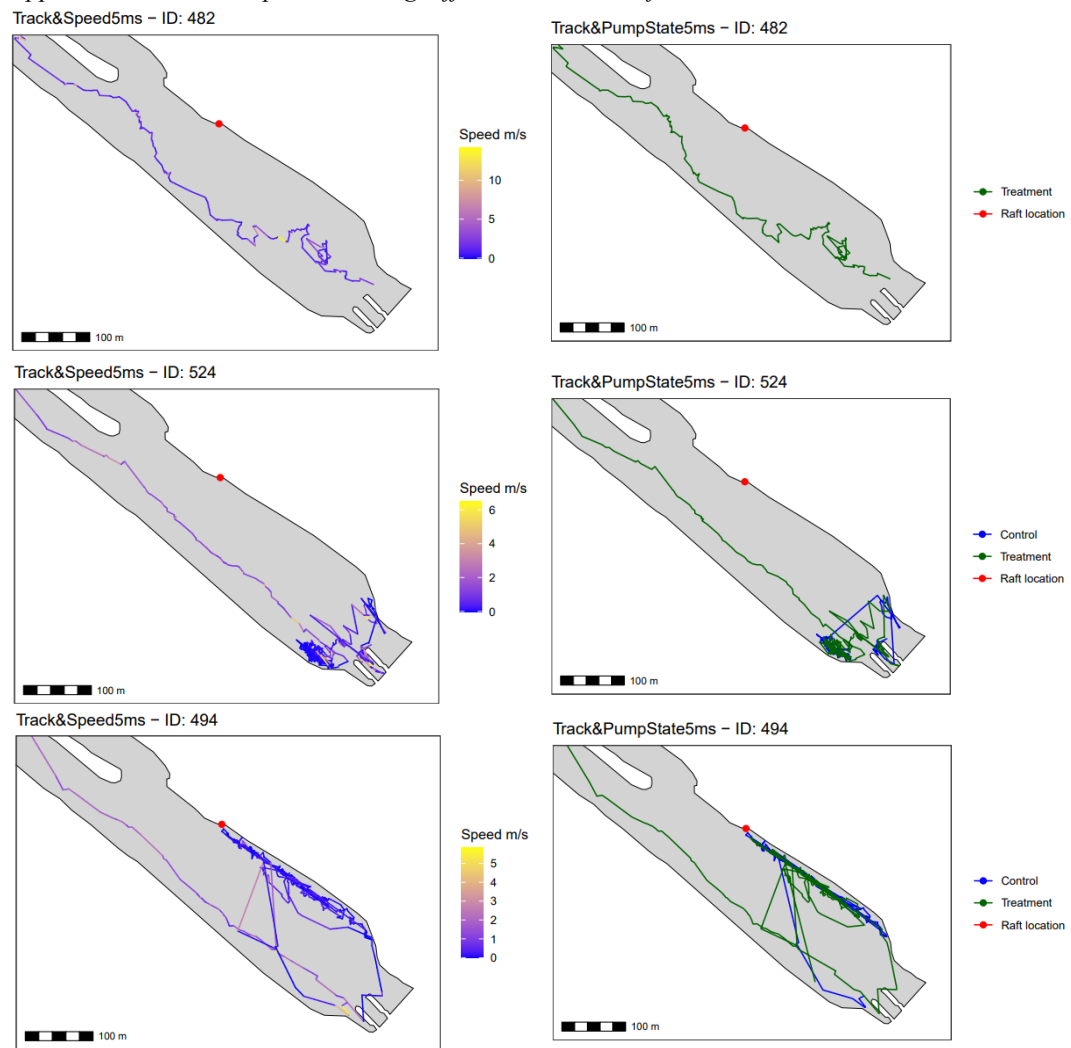 Track&Speed5ms − ID: 482
Track&PumpState5ms − ID: 482
Speed m/s
10
5
0
Treatment
Raft location
100 m
100 m
Track&Speed5ms − ID: 524
Track&PumpState5ms − ID: 524
Speed m/s
6
4
2
0
Control
Treatment
Raft location
100 m
100 m
Track&Speed5ms − ID: 494
Track&PumpState5ms − ID: 494
Speed m/s
5
4
3
2
1
0
Control
Treatment
Raft location
100 m
100 m